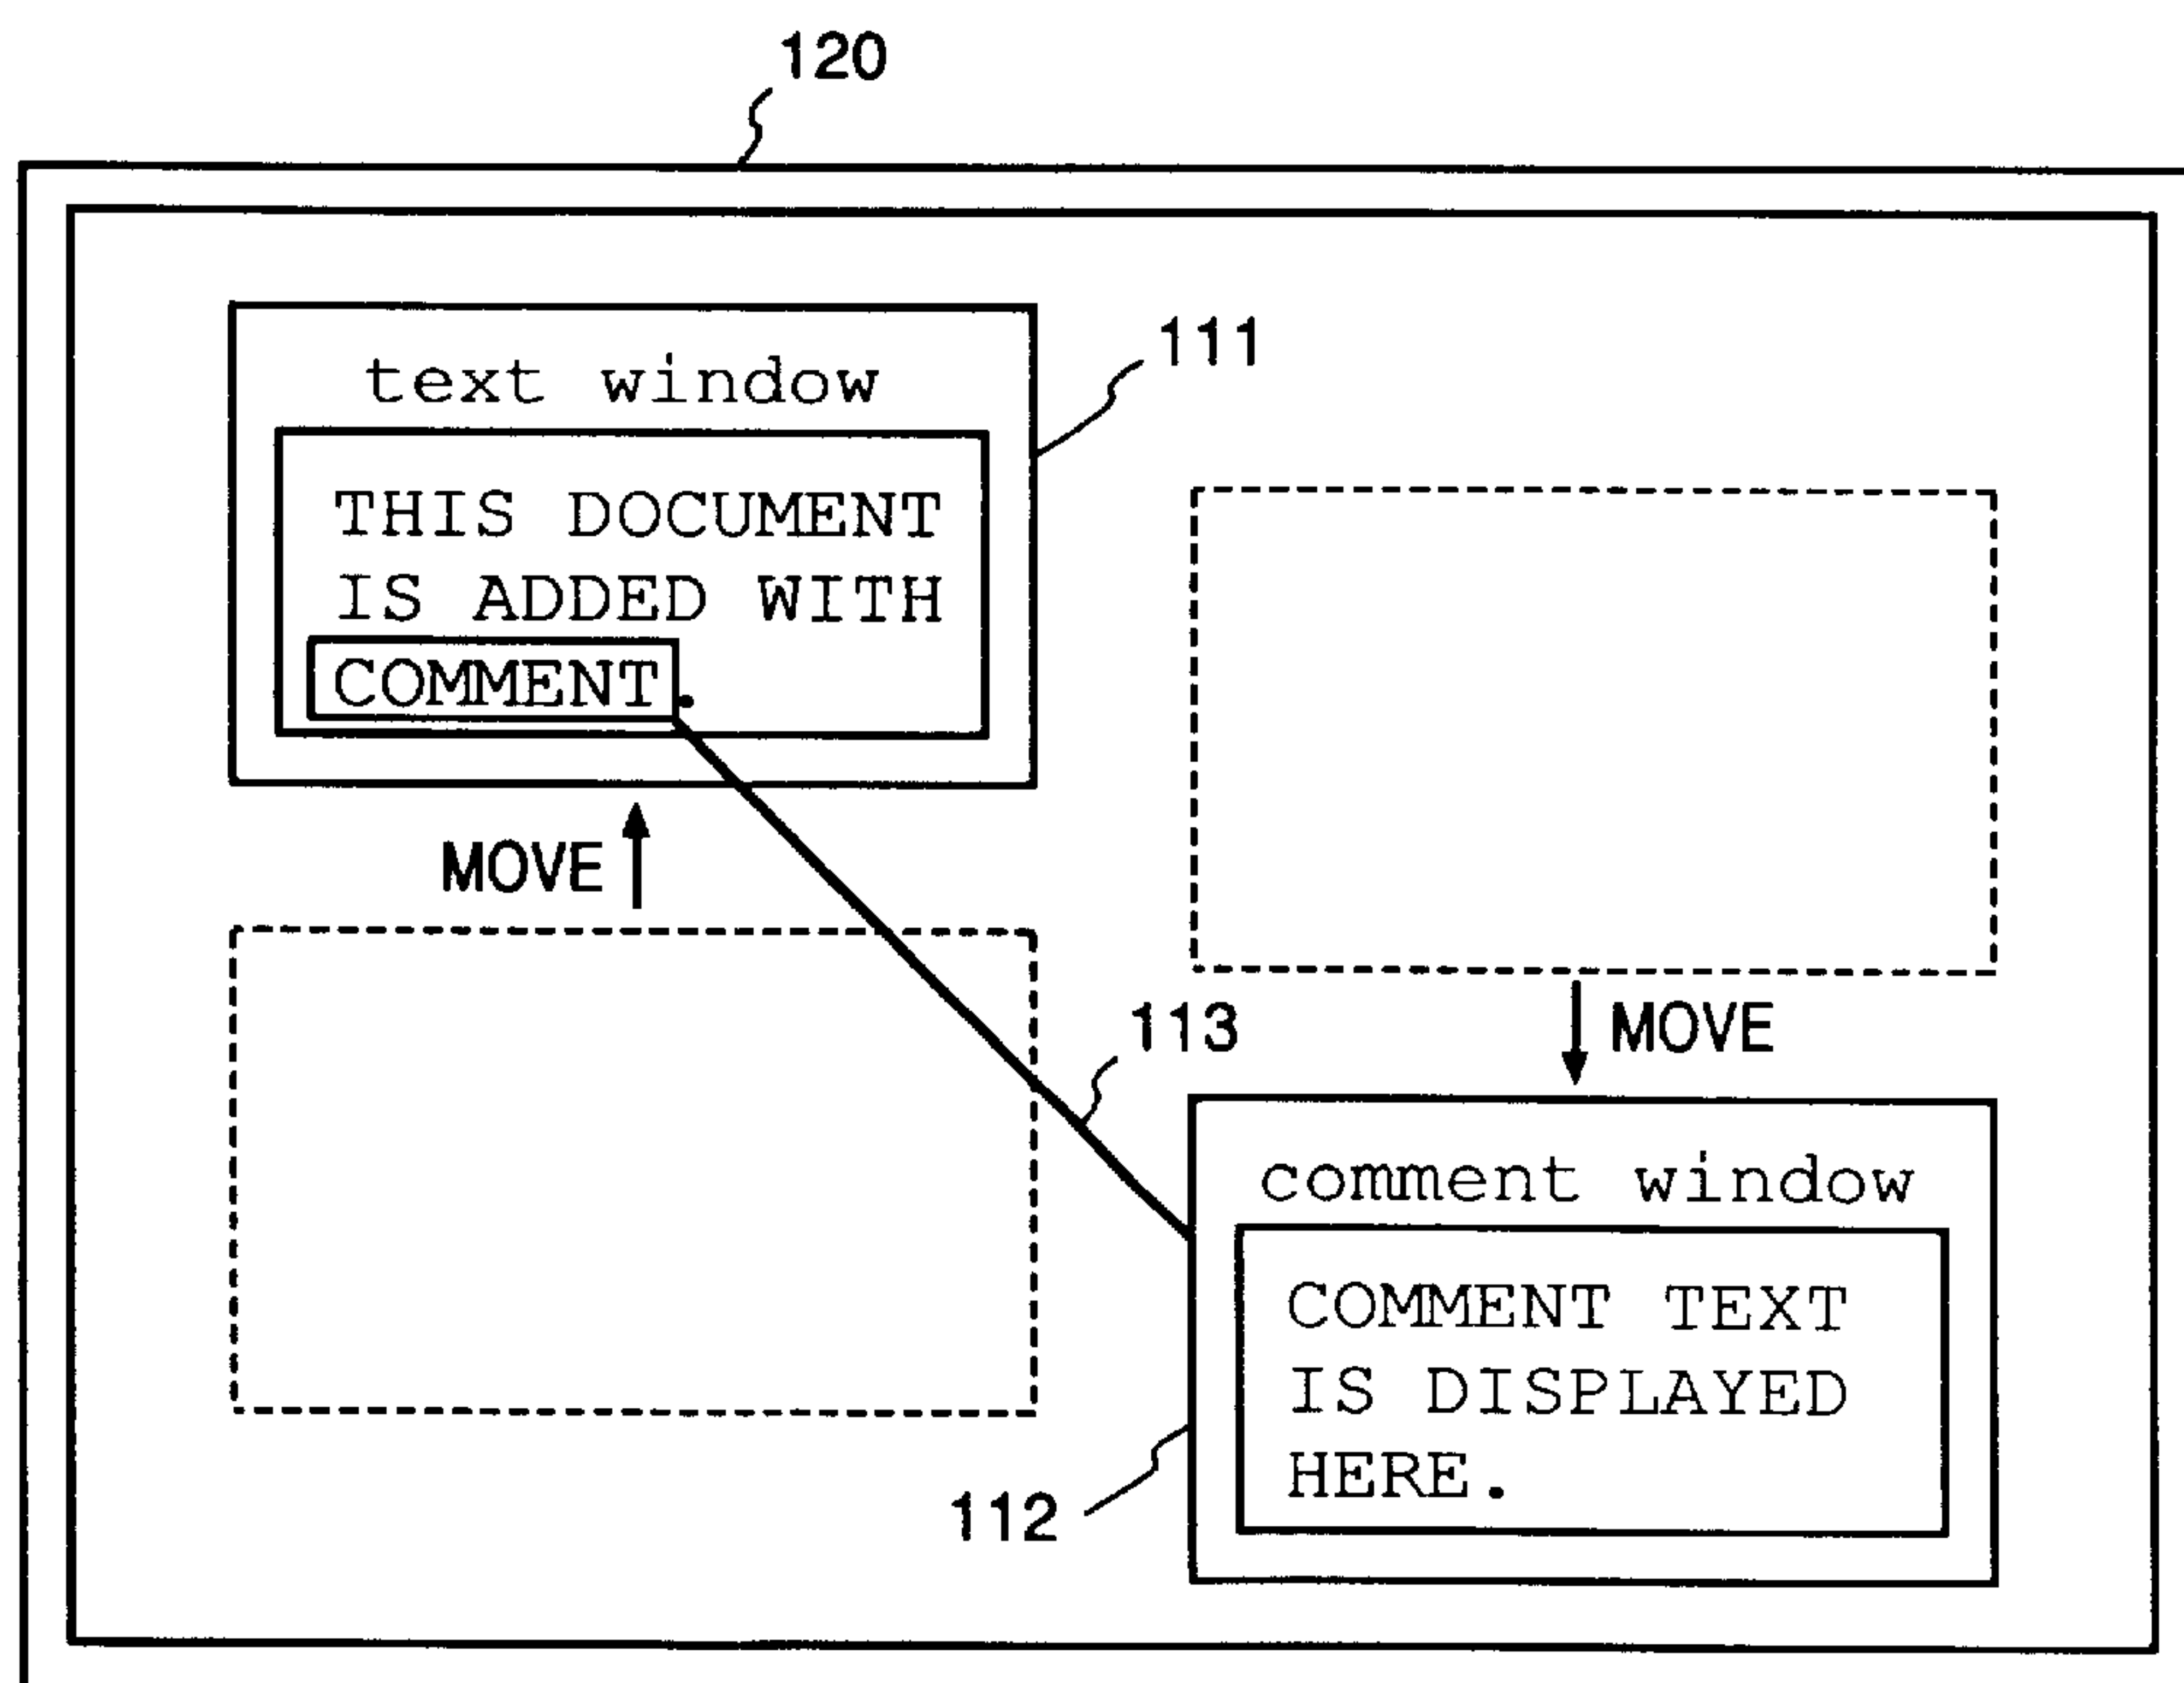 120
111
text window
THIS DOCUMENT
IS ADDED WITH
COMMENT.
MOVE
113
MOVE
comment window
COMMENT TEXT
IS DISPLAYED
HERE.
112